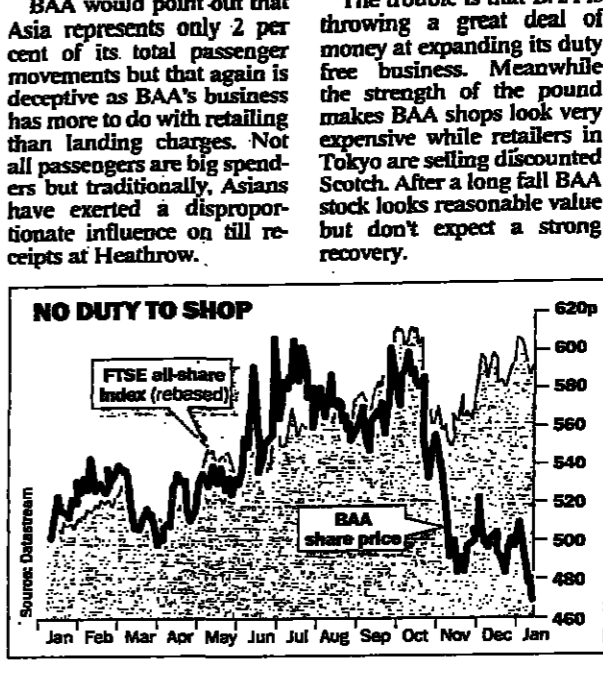 BAA would point out that
Asia represents only 2 per
cent of its total passenger
movements but that again is
deceptive as BAA's business
has more to do with retailing
than landing charges. Not
all passengers are big spend-
ers but traditionally, Asians
have exerted a dispropor-
tionate influence on till re-
ceipts at Heathrow.
The trouble is that BAA is
throwing a great deal of
money at expanding its duty
free business. Meanwhile
the strength of the pound
makes BAA shops look very
expensive while retailers in
Tokyo are selling discounted
Scotch. After a long fall BAA
stock looks reasonable value
but don't expect a strong
recovery.
NO DUTY TO SHOP
FTSE all-share
Index (rebased)
BAA
share price
620p
600
580
560
540
520
500
480
460
Source: Datastream
Jan Feb Mar Apr May Jun Jul Aug Sep Oct Nov Dec Jan